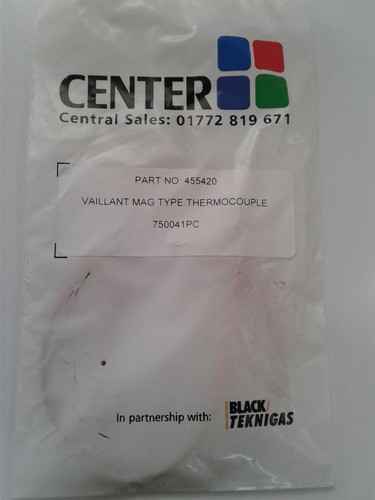 CENTER
Central Sales: 01772 819 671
PART NO: 455420
VAILLANT MAG TYPE THERMOCOUPLE
750041PC
In partnership with:
BLACK
TEKNIGAS